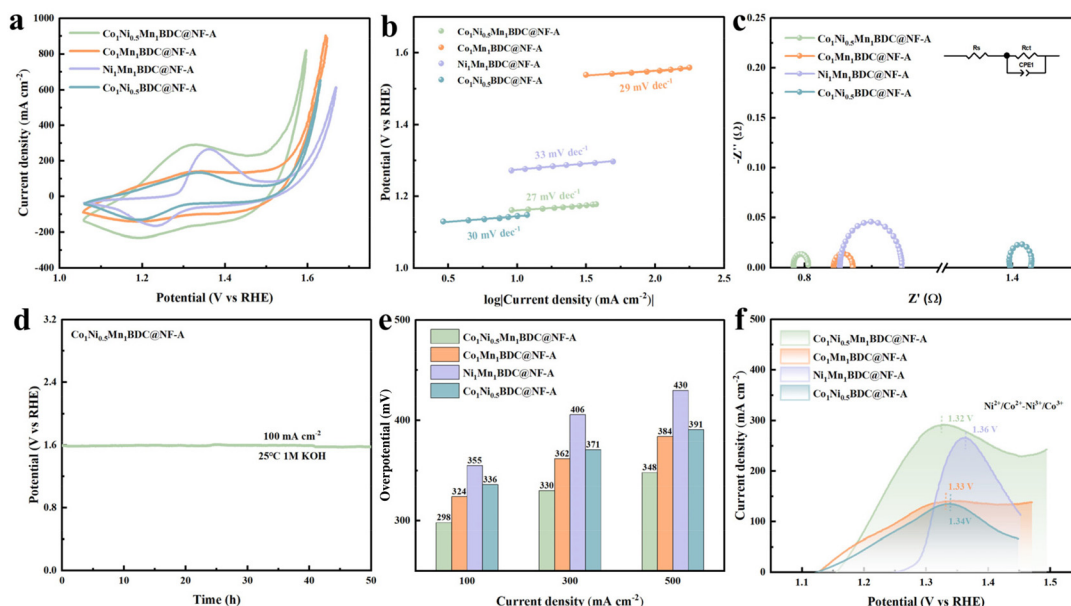 a
Current density (mA cm⁻²)
1000
800
600
400
200
0
-200
-400
Co₁Ni₀.₅Mn₁BDC@NF-A
Co₁Mn₁BDC@NF-A
Ni₁Mn₁BDC@NF-A
Co₁Ni₀.₅BDC@NF-A
1.0 1.2 1.4 1.6 1.8
Potential (V vs RHE)
b
Potential (V vs RHE)
1.6
1.4
1.2
1.0
Co₁Ni₀.₅Mn₁BDC@NF-A
Co₁Mn₁BDC@NF-A
Ni₁Mn₁BDC@NF-A
Co₁Ni₀.₅BDC@NF-A
29 mV dec⁻¹
33 mV dec⁻¹
27 mV dec⁻¹
30 mV dec⁻¹
0.5 1.0 1.5 2.0 2.5
log|Current density (mA cm⁻²)|
c
-Z'' (Ω)
0.25
0.20
0.15
0.10
0.05
0.00
Co₁Ni₀.₅Mn₁BDC@NF-A
Co₁Mn₁BDC@NF-A
Ni₁Mn₁BDC@NF-A
Co₁Ni₀.₅BDC@NF-A
Rs
Rct
CPE1
0.8 1.4
Z' (Ω)
d
Potential (V vs RHE)
3.2
2.4
1.6
0.8
0.0
Co₁Ni₀.₅Mn₁BDC@NF-A
100 mA cm⁻²
25°C 1M KOH
0 10 20 30 40 50
Time (h)
e
Overpotential (mV)
500
400
300
Co₁Ni₀.₅Mn₁BDC@NF-A
Co₁Mn₁BDC@NF-A
Ni₁Mn₁BDC@NF-A
Co₁Ni₀.₅BDC@NF-A
298 324 355 336
330 362 406 371
348 384 430 391
100 300 500
Current density (mA cm⁻²)
f
Current density (mA cm⁻²)
500
400
300
200
100
0
Co₁Ni₀.₅Mn₁BDC@NF-A
Co₁Mn₁BDC@NF-A
Ni₁Mn₁BDC@NF-A
Co₁Ni₀.₅BDC@NF-A
Ni²⁺/Co²⁺-Ni³⁺/Co³⁺
1.32 V
1.36 V
1.33 V
1.34V
1.1 1.2 1.3 1.4 1.5
Potential (V vs RHE)